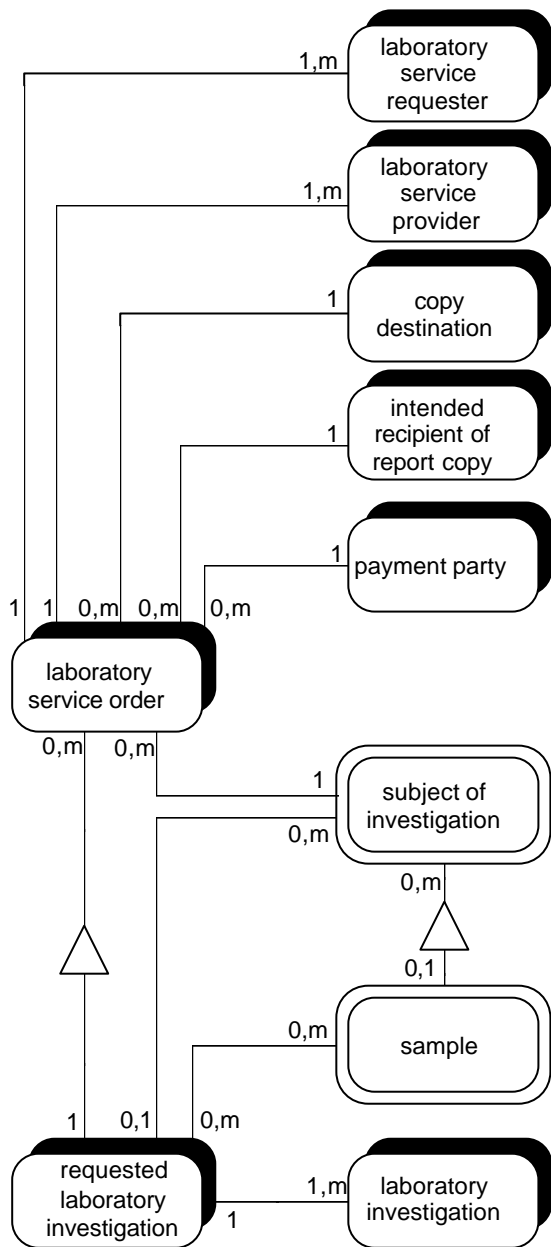 laboratory
service
requester
1,m
laboratory
service
provider
1,m
copy
destination
1
intended
recipient of
report copy
1
payment party
1
1 1 0,m 0,m 0,m
laboratory
service order
0,m 0,m
subject of
investigation
1
0,m
0,m
0,1
sample
0,m
1 0,1 0,m
requested
laboratory
investigation
1,m
1
laboratory
investigation